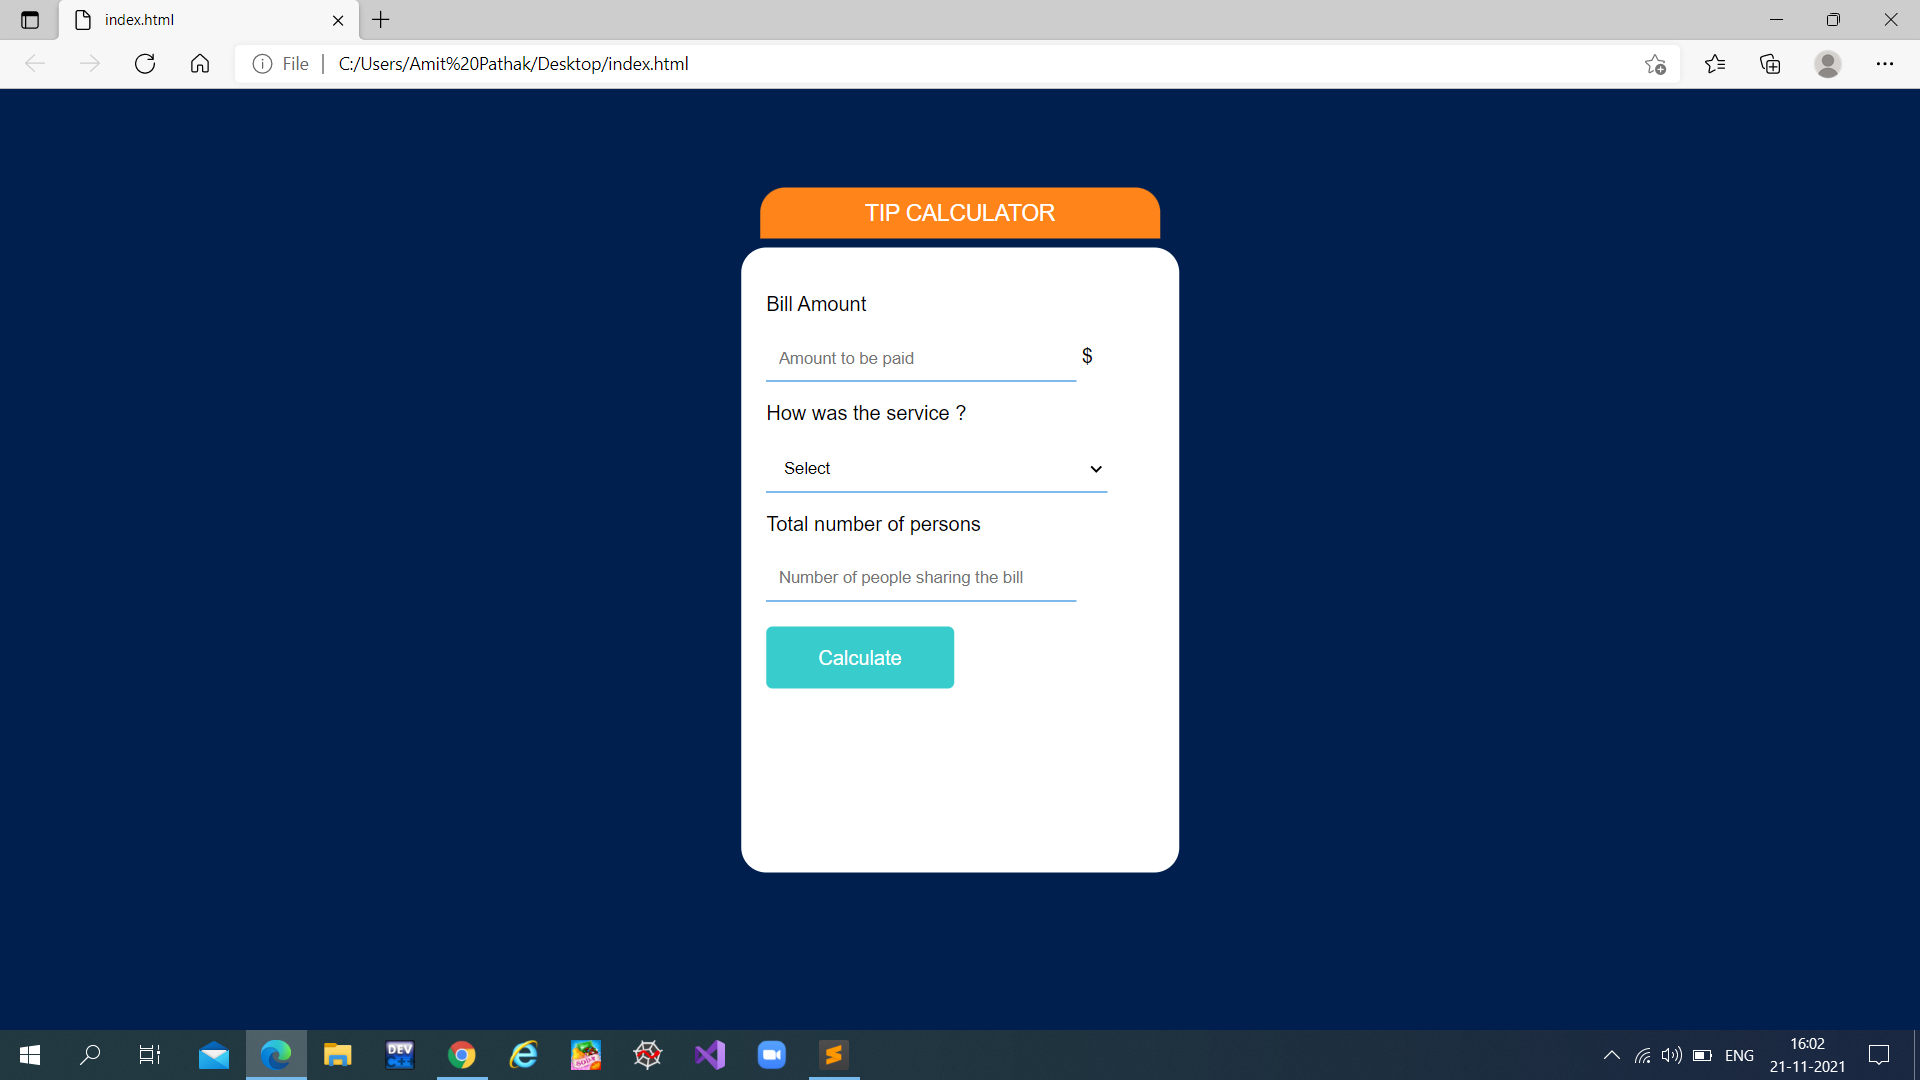 index.html
File
C:/Users/Amit%20Pathak/Desktop/index.html
TIP CALCULATOR
Bill Amount
Amount to be paid $
How was the service ?
Select
Total number of persons
Number of people sharing the bill
Calculate
DEV
C++
ENG
16:02
21-11-2021